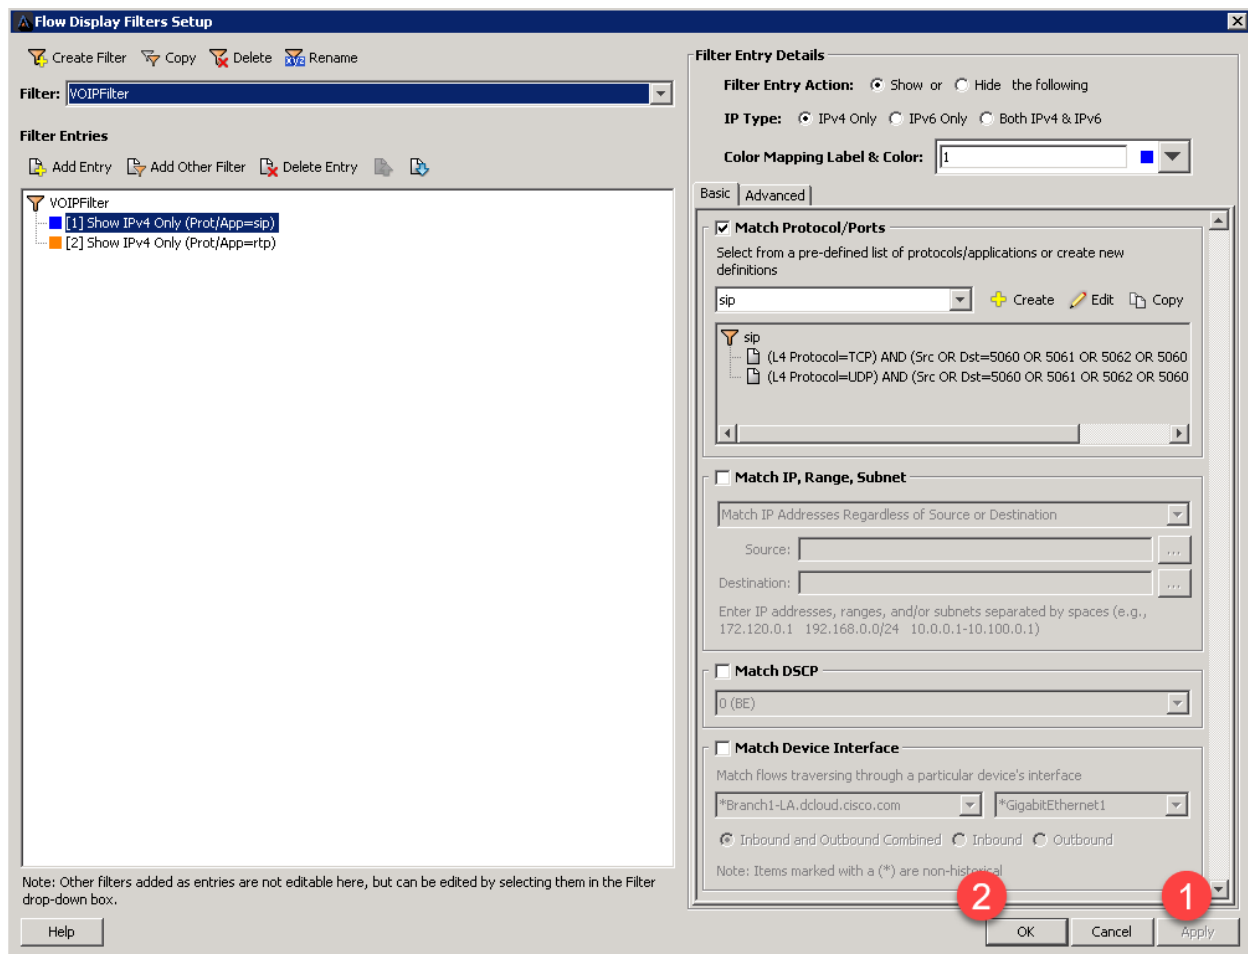 Flow Display Filters Setup
Create Filter Copy Delete Rename
Filter: VOIPFilter
Filter Entries
Add Entry Add Other Filter Delete Entry
VOIPFilter
[1] Show IPv4 Only (Prot/App=sip)
[2] Show IPv4 Only (Prot/App=rtp)
Note: Other filters added as entries are not editable here, but can be edited by selecting them in the Filter
drop-down box.
Help
Filter Entry Details
Filter Entry Action: Show or Hide the following
IP Type: IPv4 Only IPv6 Only Both IPv4 & IPv6
Color Mapping Label & Color: 1
Basic Advanced
Match Protocol/Ports
Select from a pre-defined list of protocols/applications or create new
definitions
sip Create Edit Copy
sip
(L4 Protocol=TCP) AND (Src OR Dst=5060 OR 5061 OR 5062 OR 5060
(L4 Protocol=UDP) AND (Src OR Dst=5060 OR 5061 OR 5062 OR 5060
Match IP, Range, Subnet
Match IP Addresses Regardless of Source or Destination
Source: ...
Destination: ...
Enter IP addresses, ranges, and/or subnets separated by spaces (e.g.,
172.120.0.1 192.168.0.0/24 10.0.0.1-10.100.0.1)
Match DSCP
0 (BE)
Match Device Interface
Match flows traversing through a particular device's interface
*Branch1-LA.dcloud.cisco.com *GigabitEthernet1
Inbound and Outbound Combined Inbound Outbound
Note: Items marked with a (*) are non-historical
2 1
OK Cancel Apply